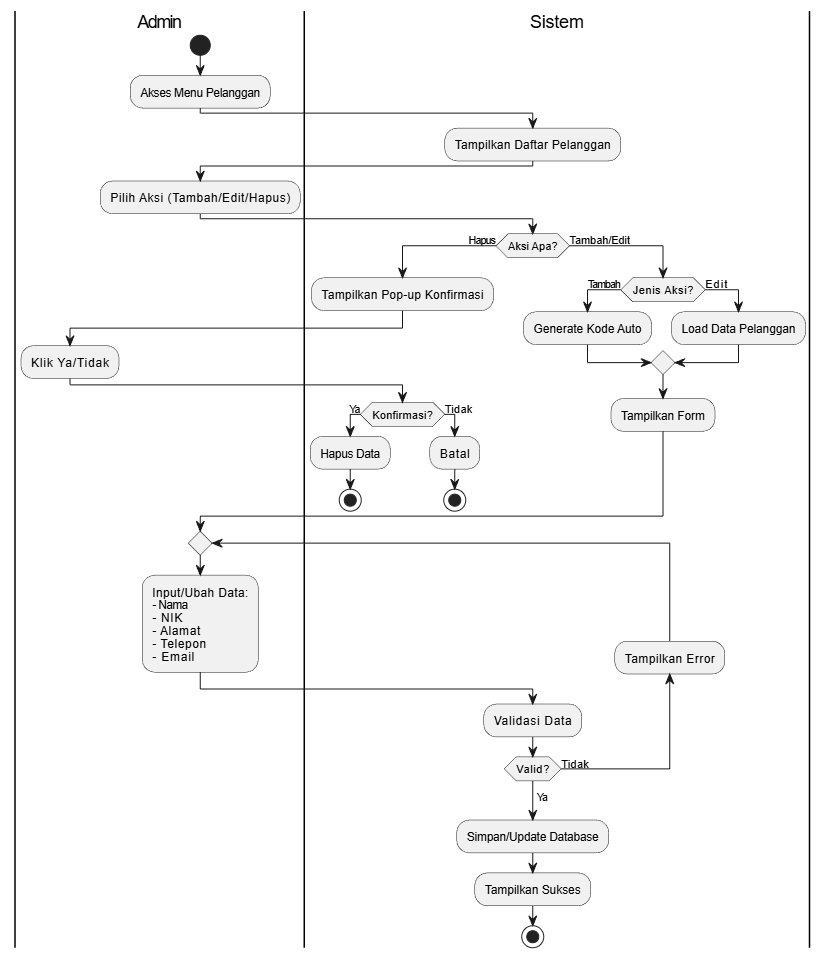 Admin
Sistem
Akses Menu Pelanggan
Tampilkan Daftar Pelanggan
Pilih Aksi (Tambah/Edit/Hapus)
Hapus
Aksi Apa?
Tambah/Edit
Tampilkan Pop-up Konfirmasi
Tambah
Jenis Aksi?
Edit
Generate Kode Auto
Load Data Pelanggan
Klik Ya/Tidak
Ya
Konfirmasi?
Tidak
Tampilkan Form
Hapus Data
Batal
Input/Ubah Data:
- Nama
- NIK
- Alamat
- Telepon
- Email
Tampilkan Error
Validasi Data
Valid?
Tidak
Ya
Simpan/Update Database
Tampilkan Sukses